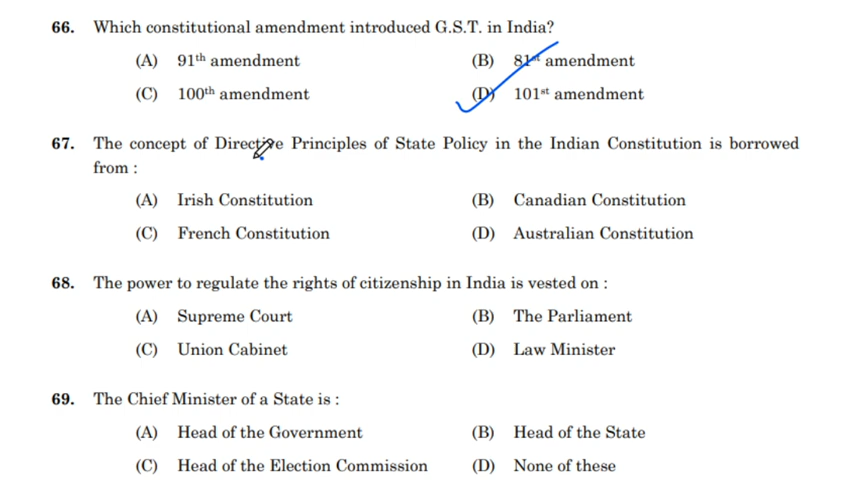 66. Which constitutional amendment introduced G.S.T. in India?
(A) 91th amendment (B) 81st amendment
(C) 100th amendment (D) 101st amendment
67. The concept of Directive Principles of State Policy in the Indian Constitution is borrowed
from :
(A) Irish Constitution (B) Canadian Constitution
(C) French Constitution (D) Australian Constitution
68. The power to regulate the rights of citizenship in India is vested on :
(A) Supreme Court (B) The Parliament
(C) Union Cabinet (D) Law Minister
69. The Chief Minister of a State is :
(A) Head of the Government (B) Head of the State
(C) Head of the Election Commission (D) None of these